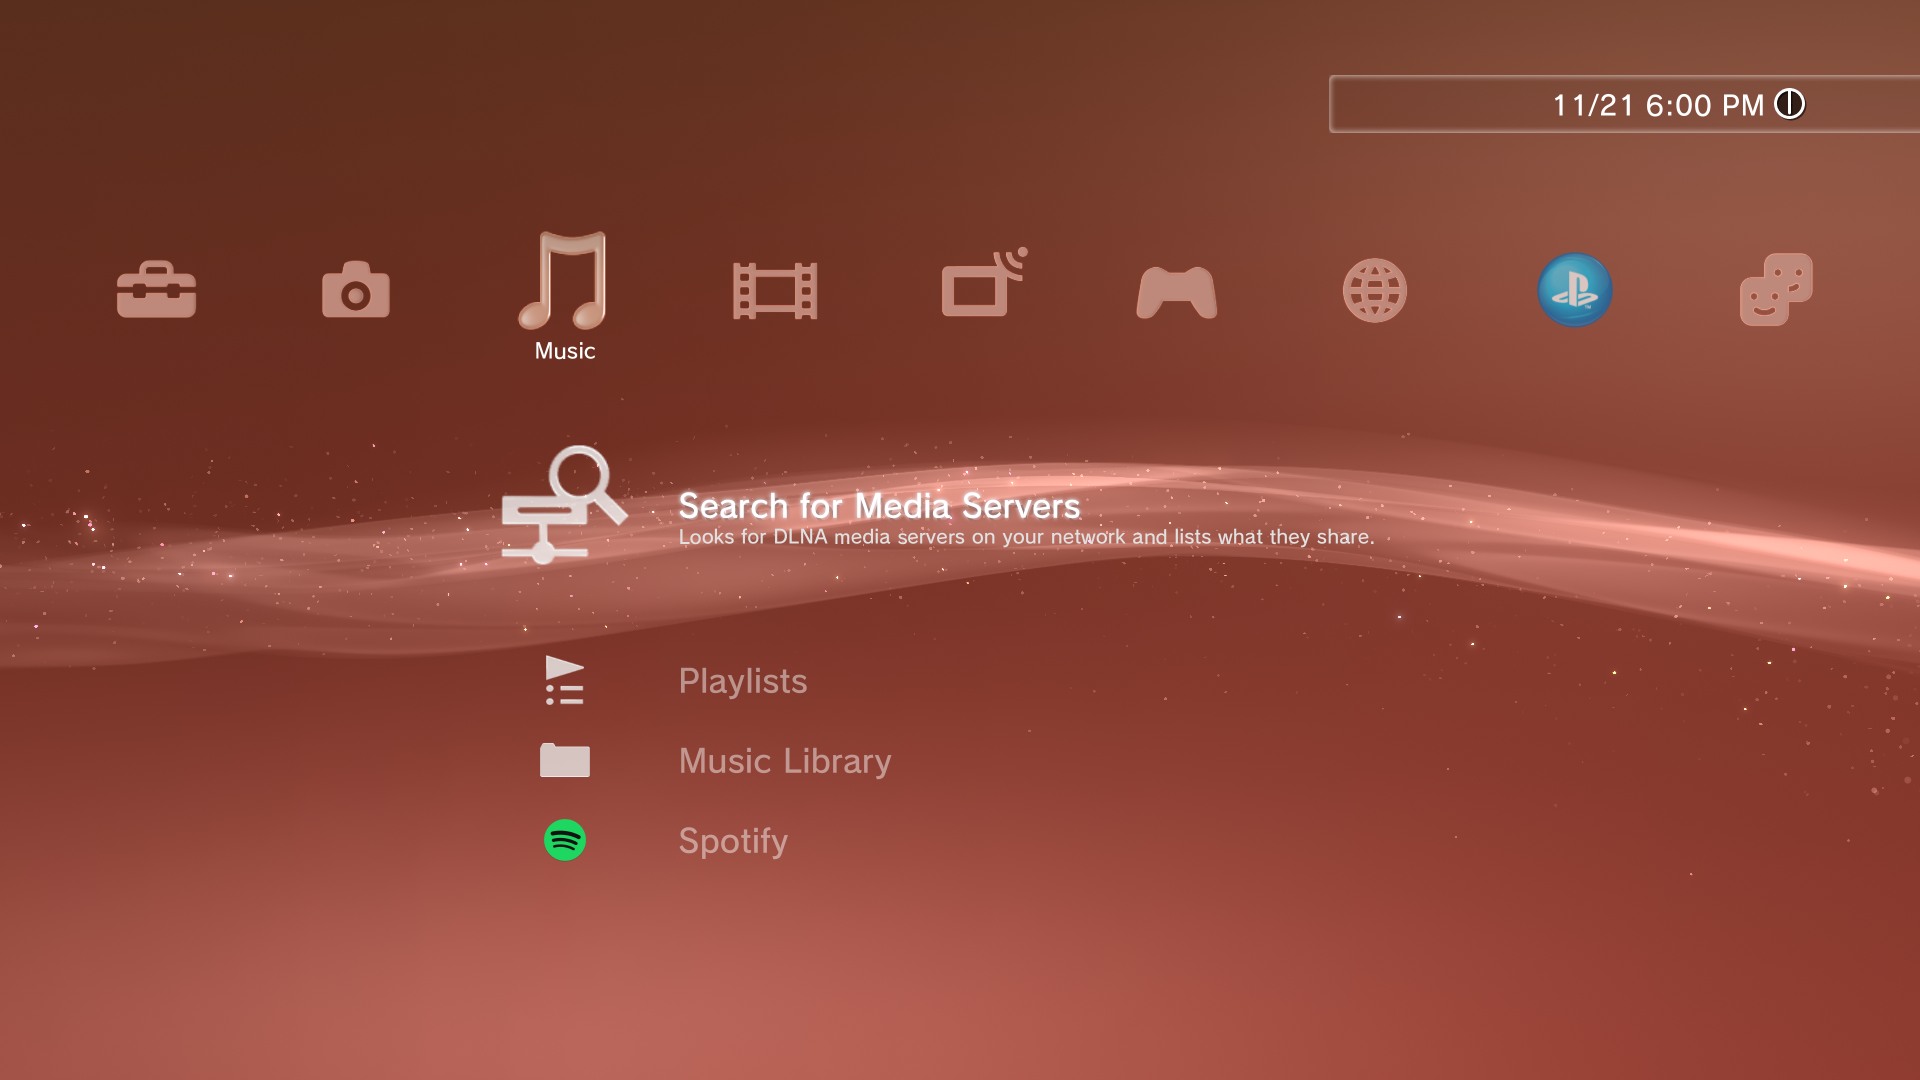 11/21 6:00 PM
Music
Search for Media Servers
Looks for DLNA media servers on your network and lists what they share.
Playlists
Music Library
Spotify